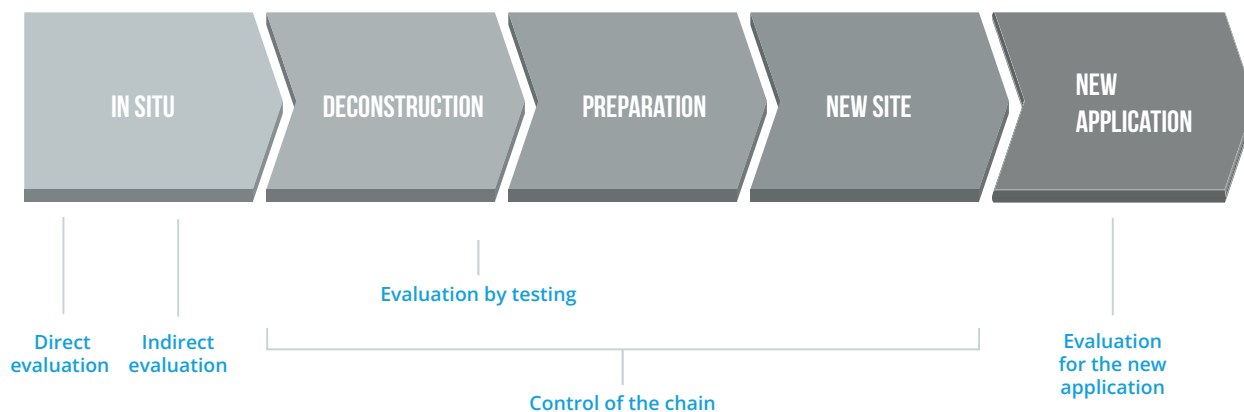 IN SITU
DECONSTRUCTION
PREPARATION
NEW SITE
NEW
APPLICATION
Evaluation by testing
Direct
evaluation
Indirect
evaluation
Evaluation
for the new
application
Control of the chain